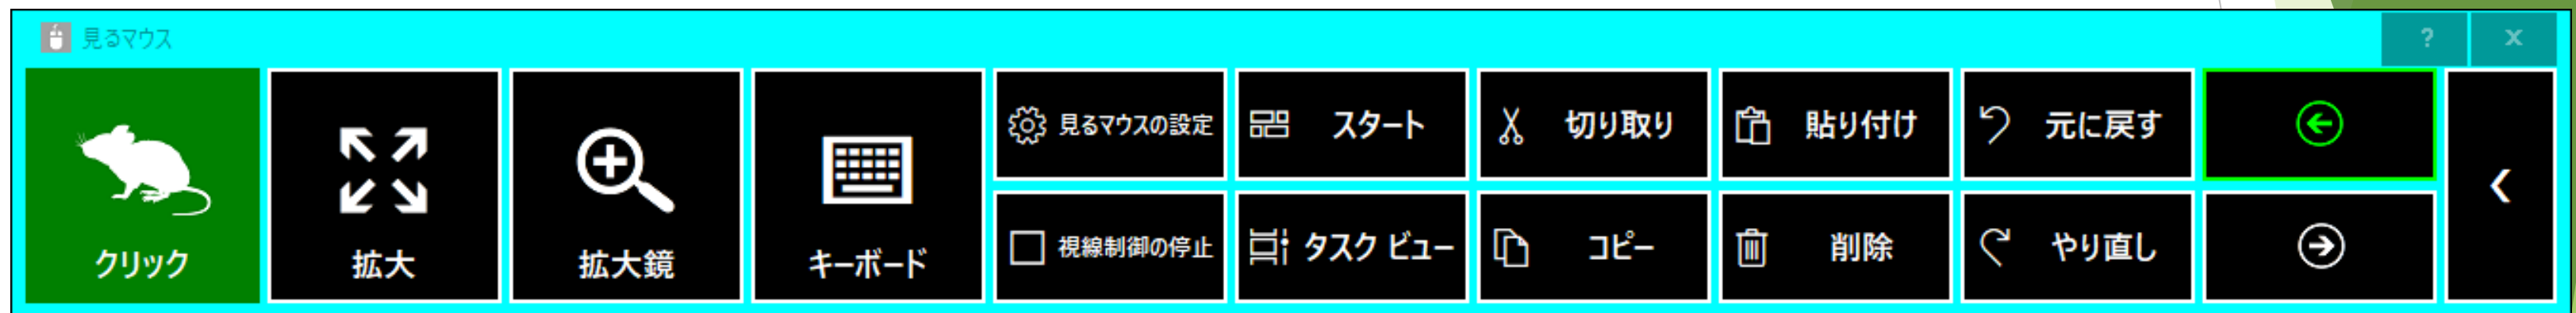 見るマウス
?
x
クリック
拡大
拡大鏡
キーボード
見るマウスの設定
スタート
切り取り
貼り付け
元に戻す
視線制御の停止
タスク ビュー
コピー
削除
やり直し